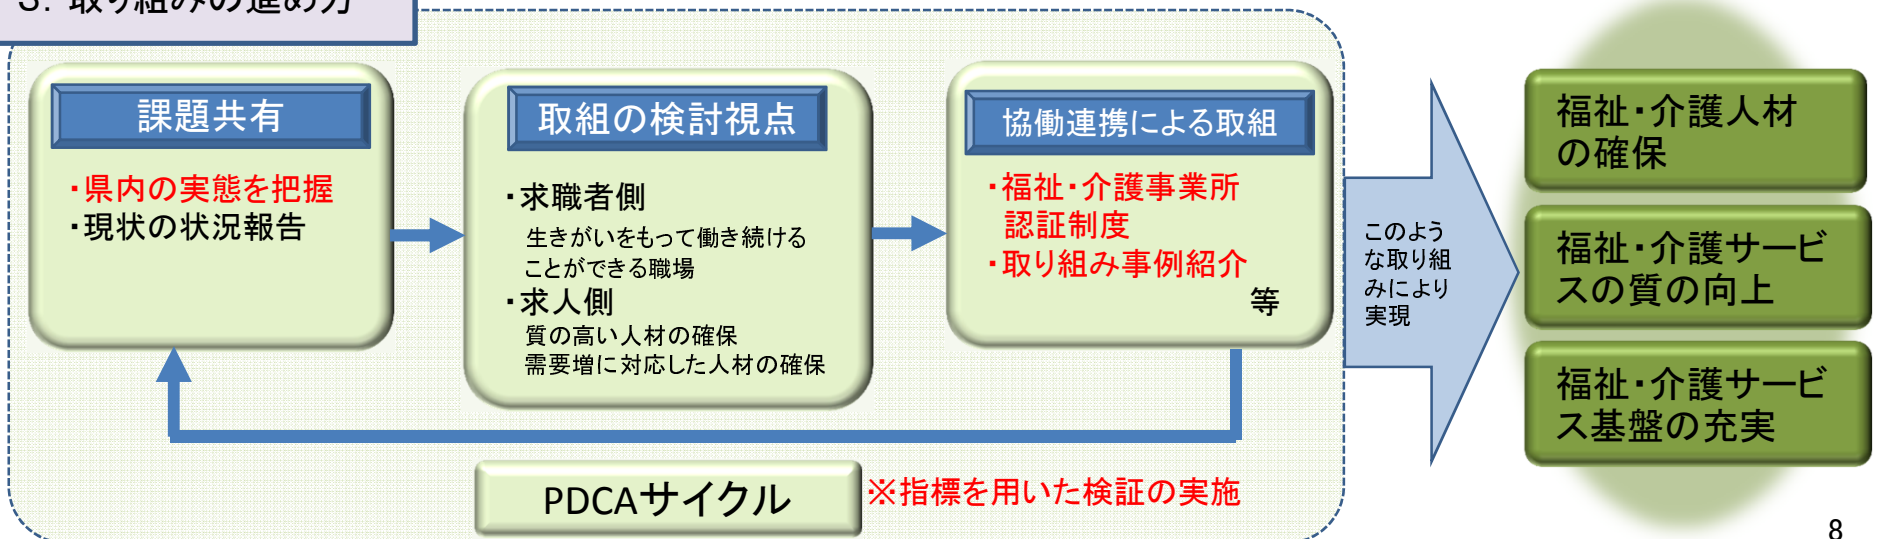 3. 取り組みの進め方
課題共有
・県内の実態を把握
・現状の状況報告
取組の検討視点
・求職者側
生きがいをもって働き続ける
ことができる職場
・求人側
質の高い人材の確保
需要増に対応した人材の確保
協働連携による取組
・福祉・介護事業所
認証制度
・取り組み事例紹介
等
PDCAサイクル
※指標を用いた検証の実施
このよう
な取り組
みにより
実現
福祉・介護人材
の確保
福祉・介護サービ
スの質の向上
福祉・介護サービ
ス基盤の充実
8